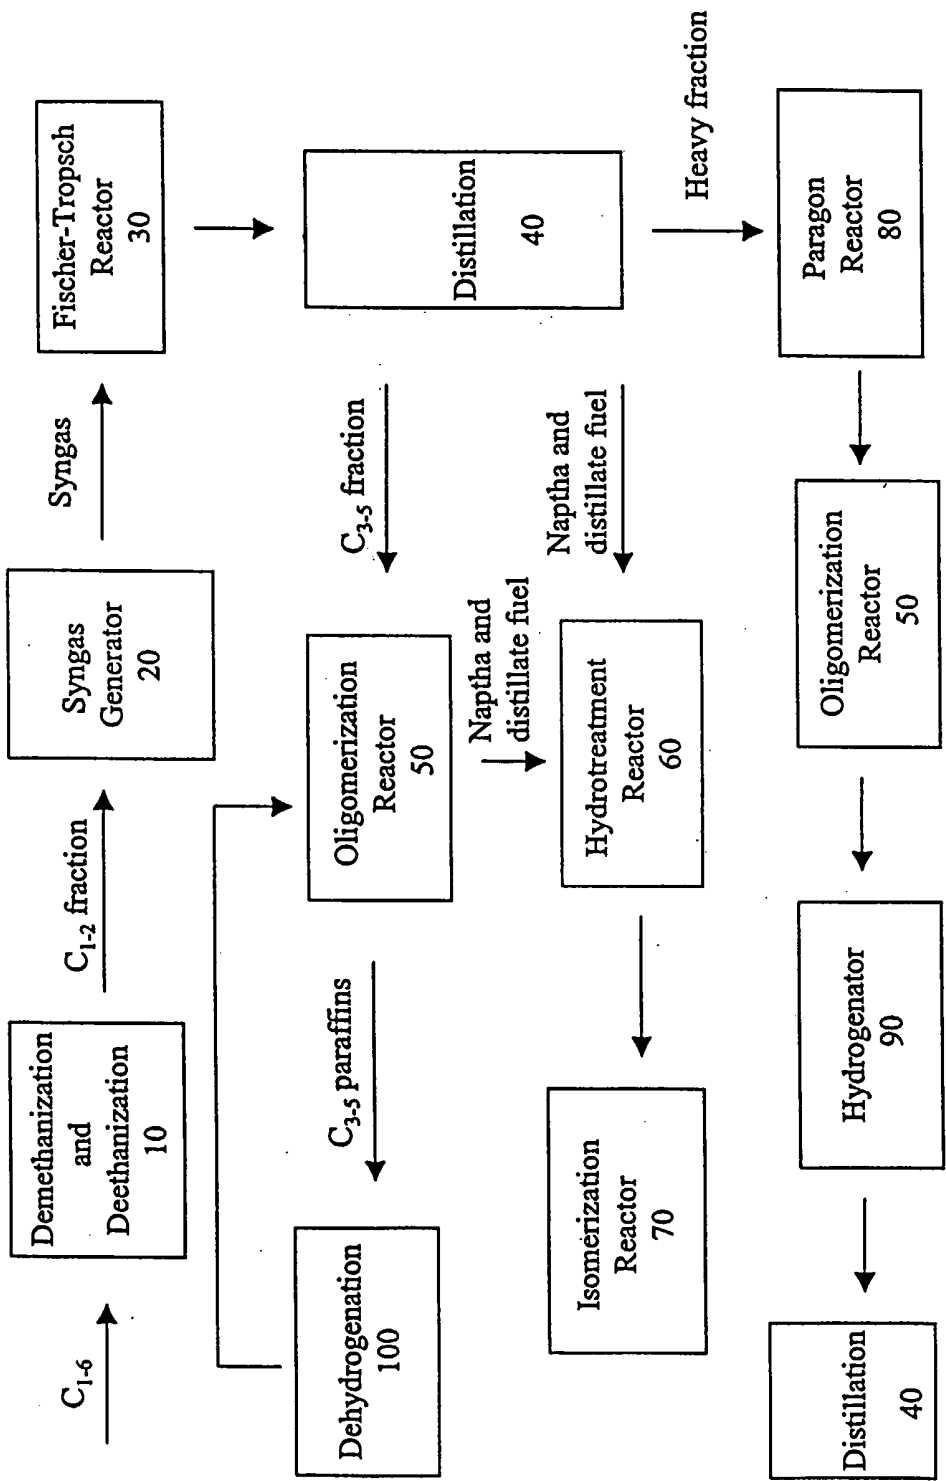 C1-6
Demethanization
and
Deethanization
10
C1-2 fraction
Syngas
Generator
20
Syngas
Fischer-Tropsch
Reactor
30
Dehydrogenation
100
C3-5 paraffins
Oligomerization
Reactor
50
C3-5 fraction
Distillation
40
Naptha and
distillate fuel
Naptha and
distillate fuel
Heavy fraction
Isomerization
Reactor
70
Hydrotreatment
Reactor
60
Distillation
40
Hydrogenator
90
Oligomerization
Reactor
50
Paragon
Reactor
80